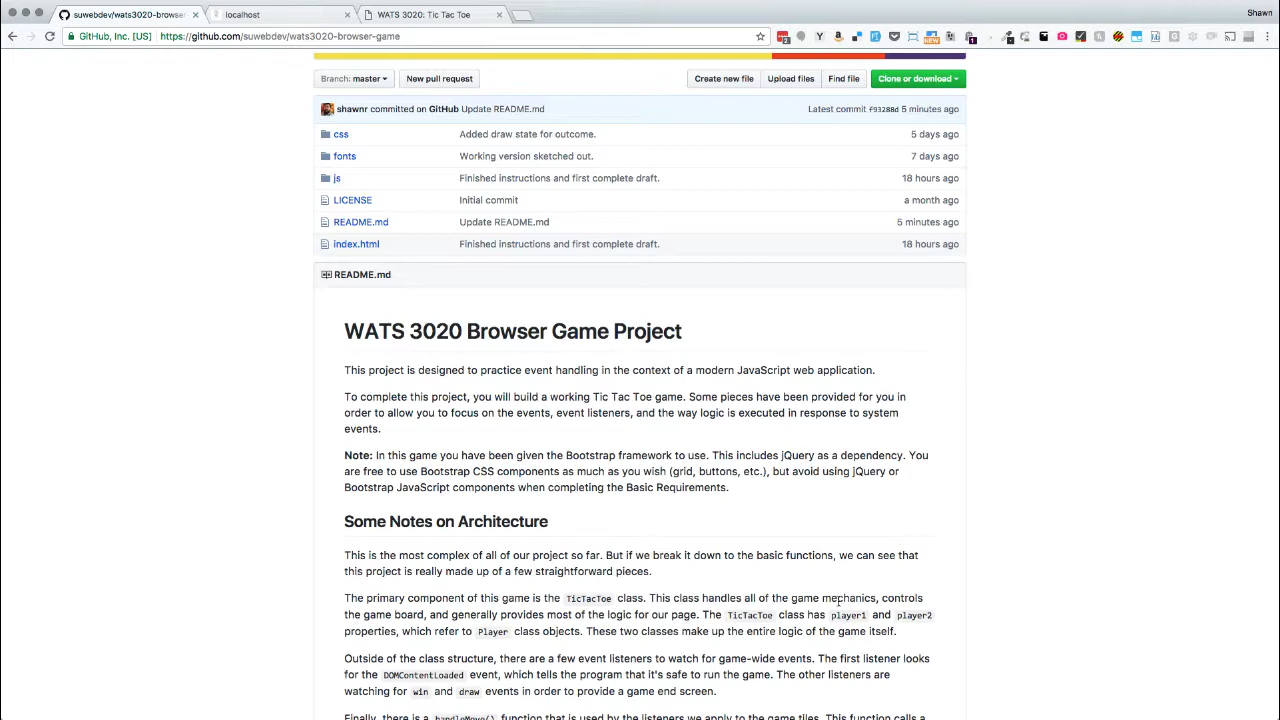 suwebdev/wats3020-browser
localhost
WATS 3020: Tic Tac Toe
Shawn
GitHub, Inc. [US]
https://github.com/suwebdev/wats3020-browser-game
Branch: master
New pull request
Create new file
Upload files
Find file
Clone or download
shawnr committed on GitHub Update README.md
Latest commit f93288d 5 minutes ago
css Added draw state for outcome. 5 days ago
fonts Working version sketched out. 7 days ago
js Finished instructions and first complete draft. 18 hours ago
LICENSE Initial commit a month ago
README.md Update README.md 5 minutes ago
index.html Finished instructions and first complete draft. 18 hours ago
README.md
WATS 3020 Browser Game Project
This project is designed to practice event handling in the context of a modern JavaScript web application.
To complete this project, you will build a working Tic Tac Toe game. Some pieces have been provided for you in
order to allow you to focus on the events, event listeners, and the way logic is executed in response to system
events.
Note: In this game you have been given the Bootstrap framework to use. This includes jQuery as a dependency. You
are free to use Bootstrap CSS components as much as you wish (grid, buttons, etc.), but avoid using jQuery or
Bootstrap JavaScript components when completing the Basic Requirements.
Some Notes on Architecture
This is the most complex of all of our project so far. But if we break it down to the basic functions, we can see that
this project is really made up of a few straightforward pieces.
The primary component of this game is the TicTacToe class. This class handles all of the game mechanics, controls
the game board, and generally provides most of the logic for our page. The TicTacToe class has player1 and player2
properties, which refer to Player class objects. These two classes make up the entire logic of the game itself.
Outside of the class structure, there are a few event listeners to watch for game-wide events. The first listener looks
for the DOMContentLoaded event, which tells the program that it's safe to run the game. The other listeners are
watching for win and draw events in order to provide a game end screen.
Finally, there is a handleMove() function that is used by the listeners we apply to the game tiles. This function calls a